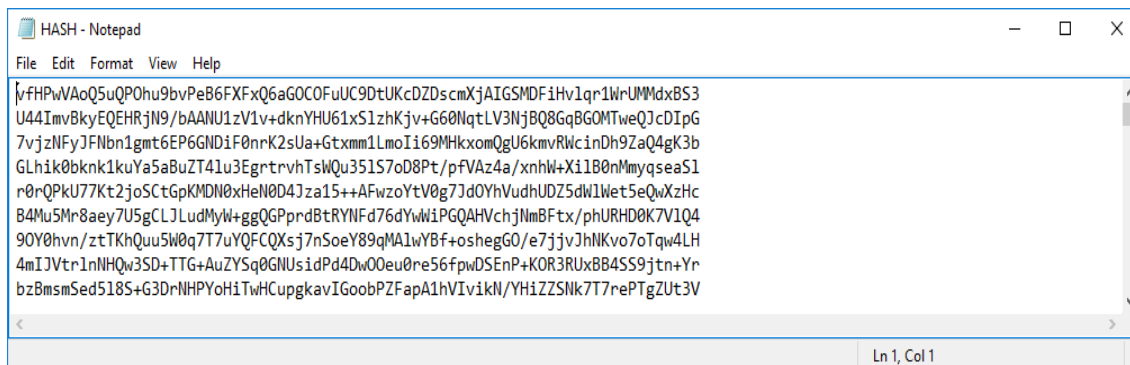 HASH - Notepad
File Edit Format View Help
vfHPwVAoQ5uQPOhu9bvPeB6FXFxQ6aGOCOFuUC9DtUKcDZDscmXjAIGSMDFiHvlqr1WrUMMdxBS3
U44ImvBkyEQEHRjN9/bAANU1zV1v+dknYHU61xSlzhKjv+G60NqtLV3NjBQ8GqBGOMTweQJcDIpG
7vjzNFyJFNbn1gmt6EP6GNDiF0nrK2sUa+Gtxmm1LmoIi69MHkxomQgU6kmvRWcinDh9ZaQ4gK3b
GLhik0bknk1kuYa5aBuZT4lu3EgrtrvhTsWQu35lS7oD8Pt/pfVAz4a/xnhW+XilB0nMmyqseaSl
r0rQPkU77Kt2joSCtGpKMDN0xHeN0D4Jza15++AFwzoYtV0g7JdOYhVudhUDZ5dWlWet5eQwXzHc
B4Mu5Mr8aey7U5gCLJLudMyW+ggQGPprdBtRYNFd76dYwWiPGQAHVchjNmBFtx/phURHD0K7VlQ4
9OY0hvn/ztTKhQuu5W0q7T7uYQFCQXsj7nSoeY89qMAlwYBf+oshegGO/e7jjvJhNKvo7oTqw4LH
4mIJVtrlnNHQw3SD+TTG+AuZYSq0GNUsidPd4DwOOeu0re56fpwDSEnP+KOR3RUxBB4SS9jtn+Yr
bzBmsmSed5l8S+G3DrNHPYoHiTwHCupgkavIGoobPZFapA1hVIvikN/YHiZZSNk7T7rePTgZUt3V
Ln 1, Col 1